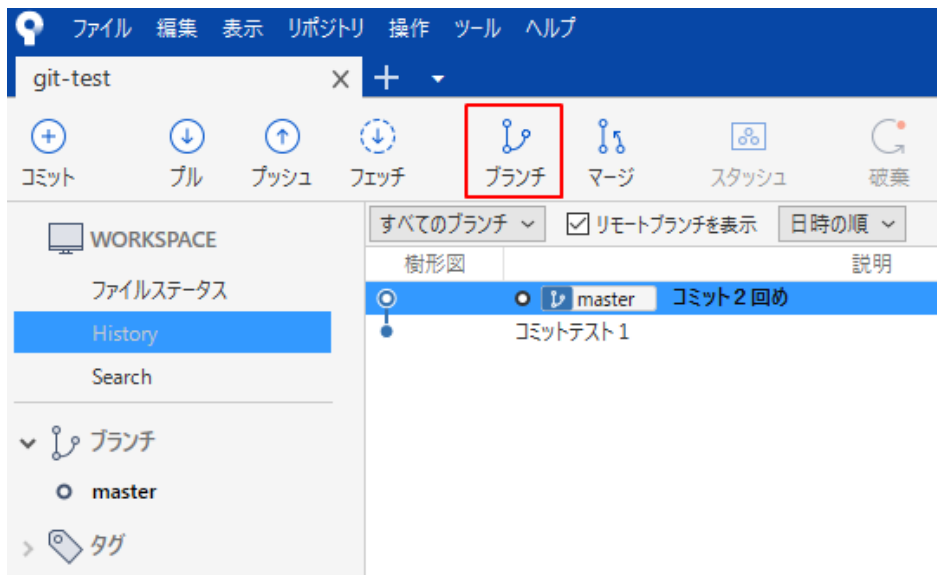 ファイル 編集 表示 リポジトリ 操作 ツール ヘルプ
git-test
コミット プル プッシュ フェッチ ブランチ マージ スタッシュ 破棄
WORKSPACE
ファイルステータス
History
Search
ブランチ
master
タグ
すべてのブランチ リモートブランチを表示 日時の順
樹形図 説明
master コミット2回め
コミットテスト1